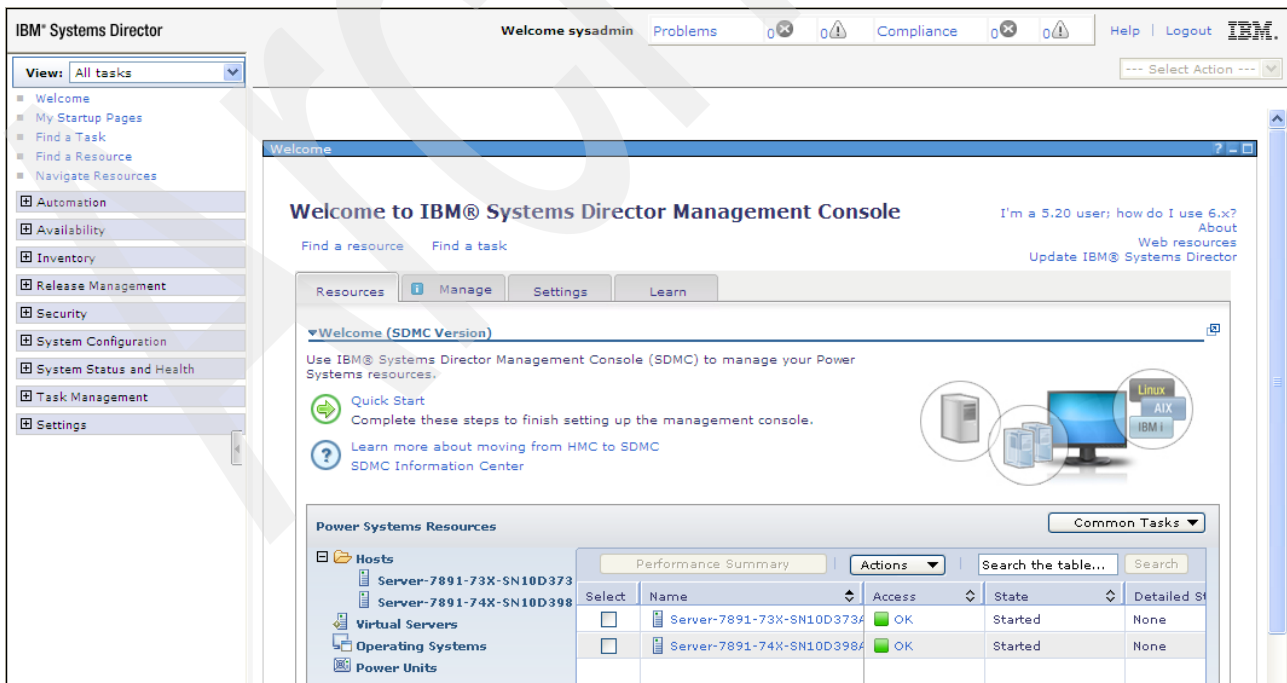 IBM® Systems Director
Welcome sysadmin Problems 0 0 Compliance 0 0 Help | Logout IBM.
View: All tasks
--- Select Action ---
Welcome
My Startup Pages
Find a Task
Find a Resource
Navigate Resources
Automation
Availability
Inventory
Release Management
Security
System Configuration
System Status and Health
Task Management
Settings
Welcome ?
Welcome to IBM® Systems Director Management Console
I'm a 5.20 user; how do I use 6.x?
About
Web resources
Update IBM® Systems Director
Find a resource Find a task
Resources i Manage Settings Learn
Welcome (SDMC Version)
Use IBM® Systems Director Management Console (SDMC) to manage your Power
Systems resources.
Quick Start
Complete these steps to finish setting up the management console.
? Learn more about moving from HMC to SDMC
SDMC Information Center
Linux
AIX
IBM i
Power Systems Resources
Common Tasks
Hosts
Server-7891-73X-SN10D373
Server-7891-74X-SN10D398
Virtual Servers
Operating Systems
Power Units
Performance Summary | Actions | Search the table... Search
Select Name Access State Detailed St
Server-7891-73X-SN10D373A OK Started None
Server-7891-74X-SN10D398A OK Started None